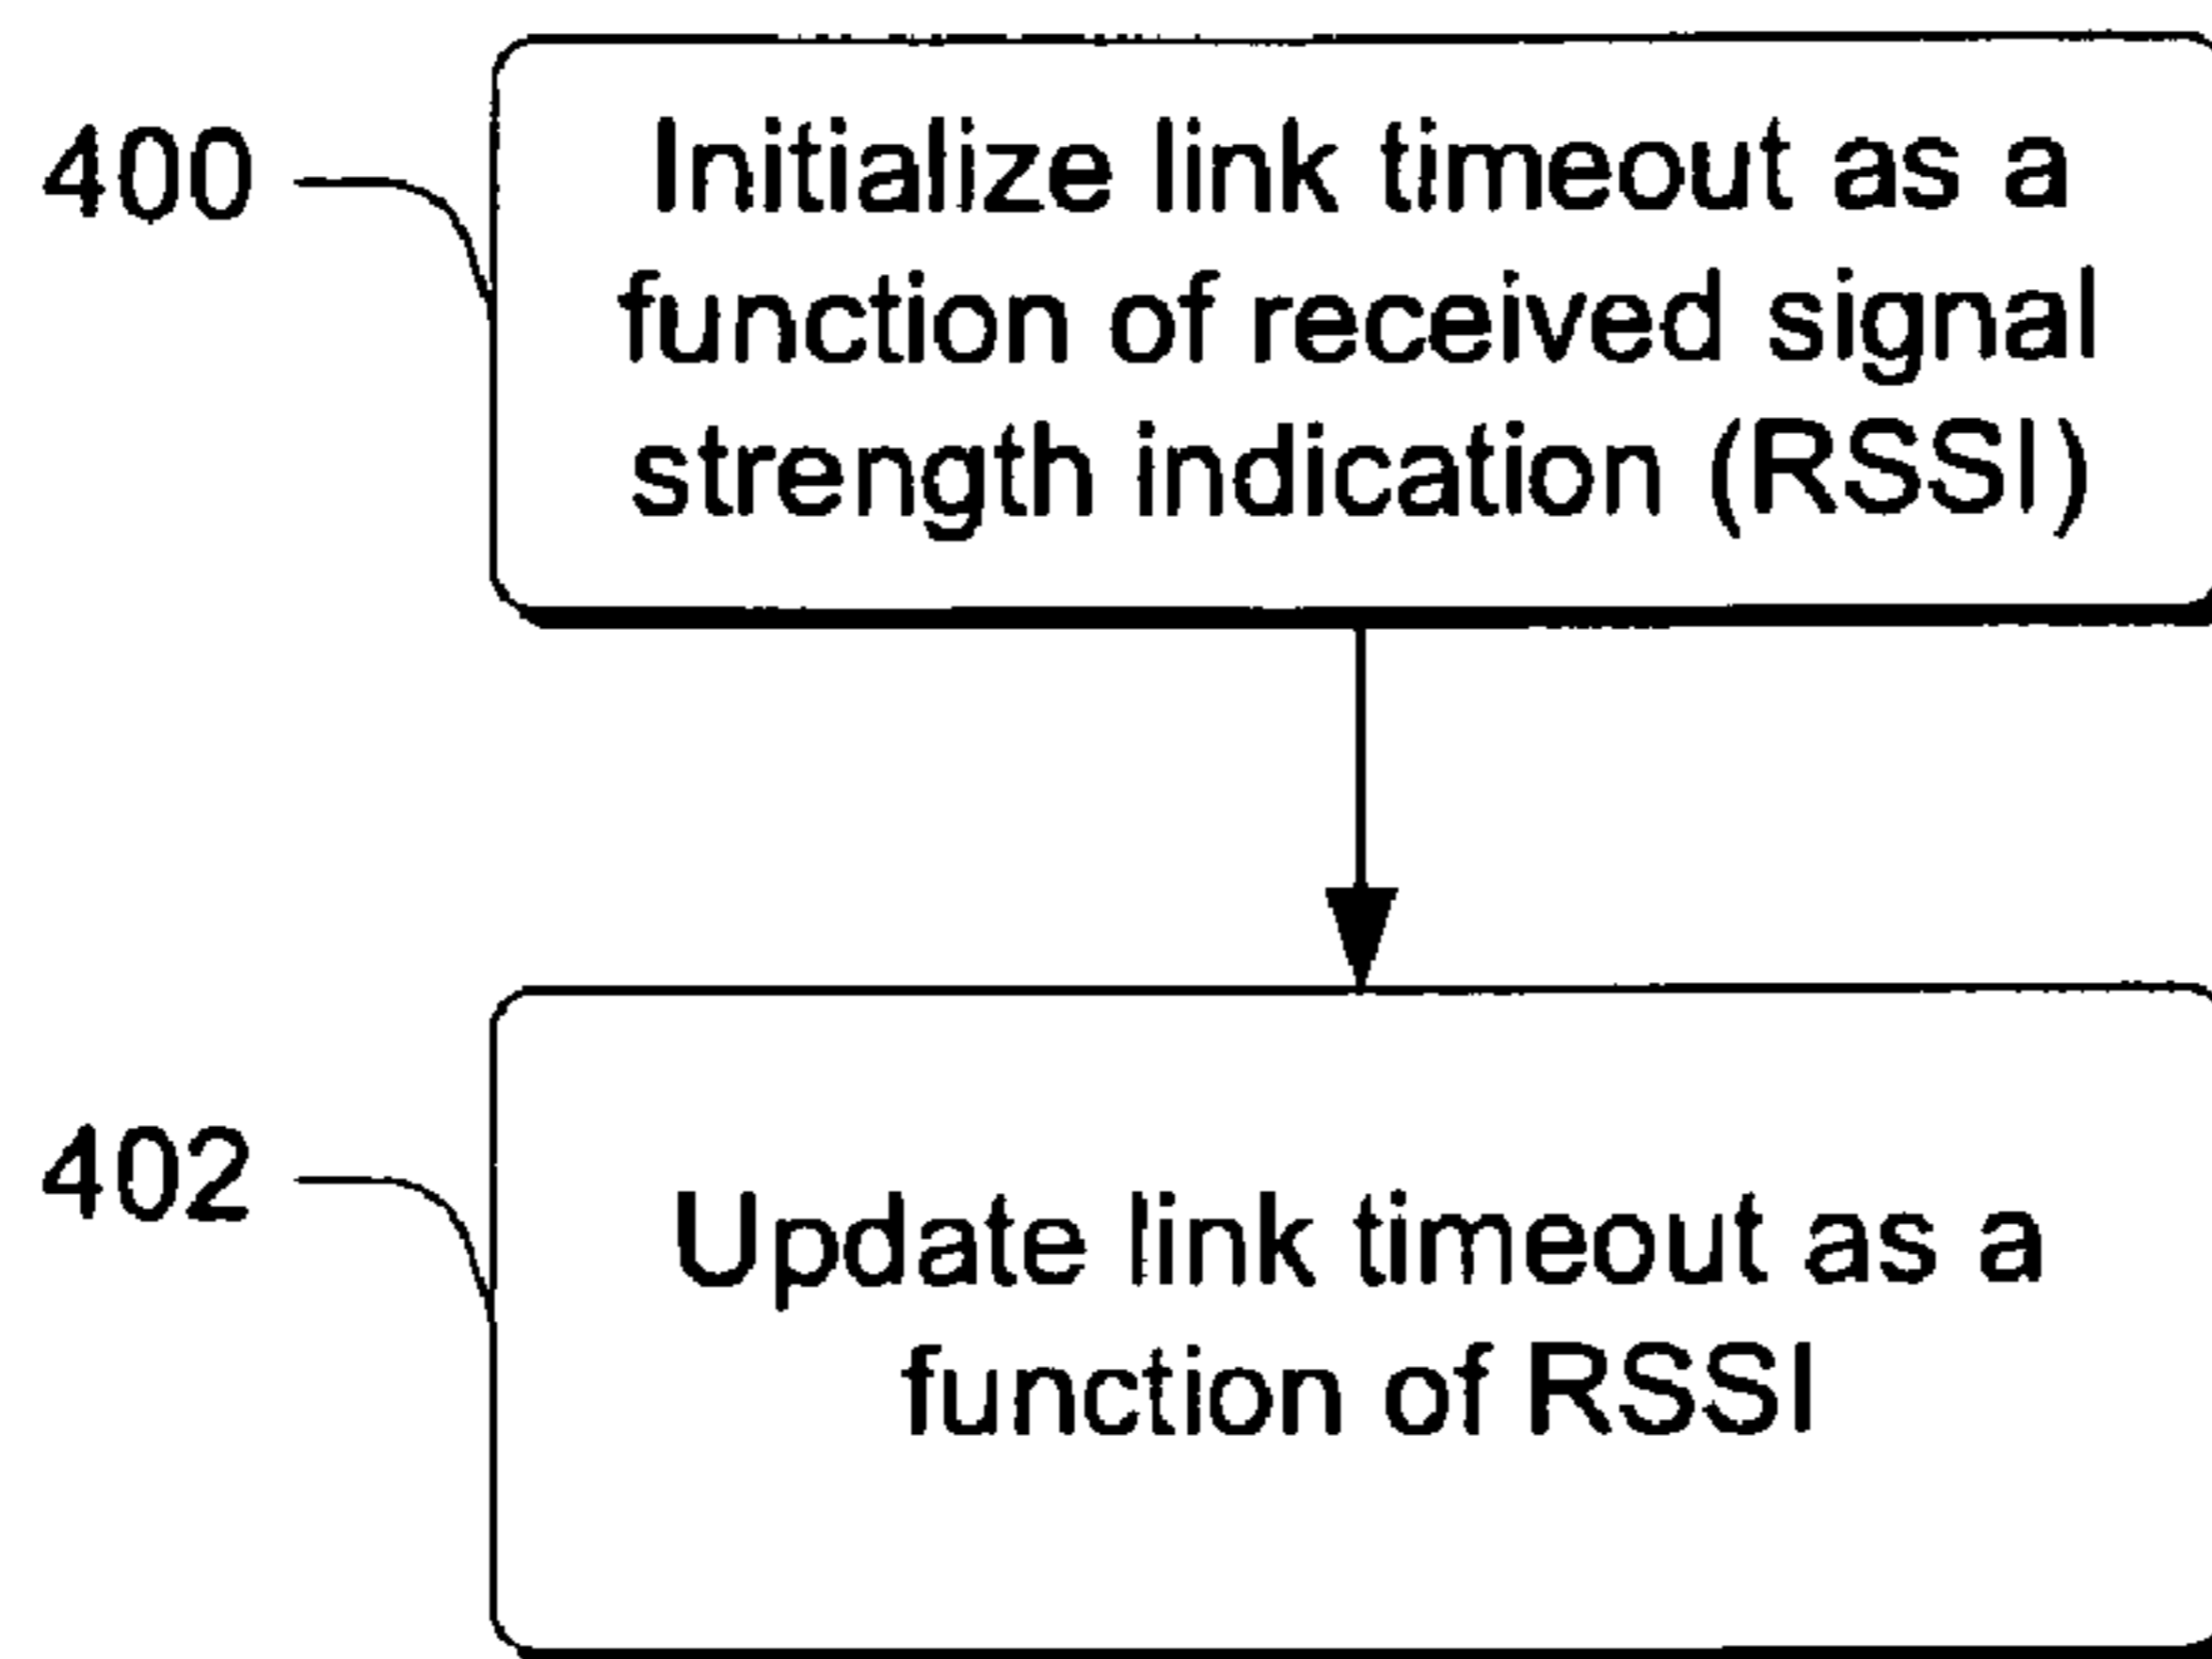 400
Initialize link timeout as a
function of received signal
strength indication (RSSI)
402
Update link timeout as a
function of RSSI